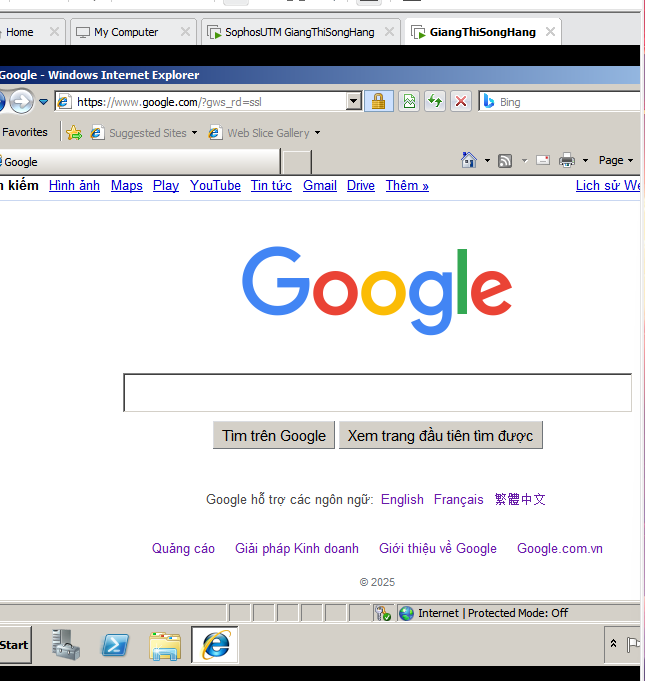 Home My Computer SophosUTM GiangThiSongHang GiangThiSongHang
Google - Windows Internet Explorer
https://www.google.com/?gws_rd=ssl Bing
Favorites Suggested Sites Web Slice Gallery
Google Page
kiếm Hình ảnh Maps Play YouTube Tin tức Gmail Drive Thêm » Lịch sử
Google
Tìm trên Google Xem trang đầu tiên tìm được
Google hỗ trợ các ngôn ngữ: English Français 繁體中文
Quảng cáo Giải pháp Kinh doanh Giới thiệu về Google Google.com.vn
© 2025
Internet | Protected Mode: Off
Start